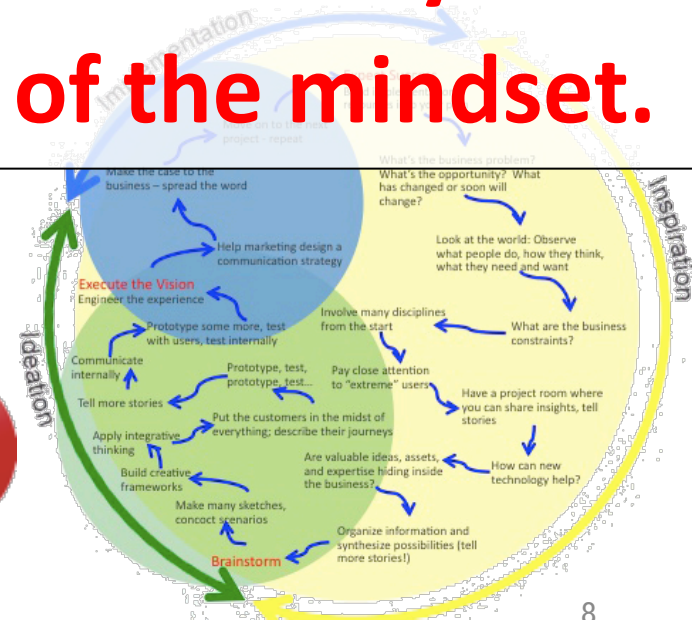 of the mindset.
Implementation
Move on to the next
project - repeat
What's the business problem?
What's the opportunity?  What
has changed or soon will
change?
Make the case to the
business – spread the word
Inspiration
Look at the world: Observe
what people do, how they think,
what they need and want
Help marketing design a
communication strategy
Execute the Vision
Engineer the experience
Involve many disciplines
from the start
What are the business
constraints?
Prototype some more, test
with users, test internally
Ideation
Communicate
internally
Prototype, test,
prototype, test...
Pay close attention
to "extreme" users
Tell more stories
Have a project room where
you can share insights, tell
stories
Put the customers in the midst of
everything; describe their journeys
Apply integrative
thinking
Are valuable ideas, assets,
and expertise hiding inside
the business?
How can new
technology help?
Build creative
frameworks
Make many sketches,
concoct scenarios
Organize information and
synthesize possibilities (tell
more stories!)
Brainstorm
8